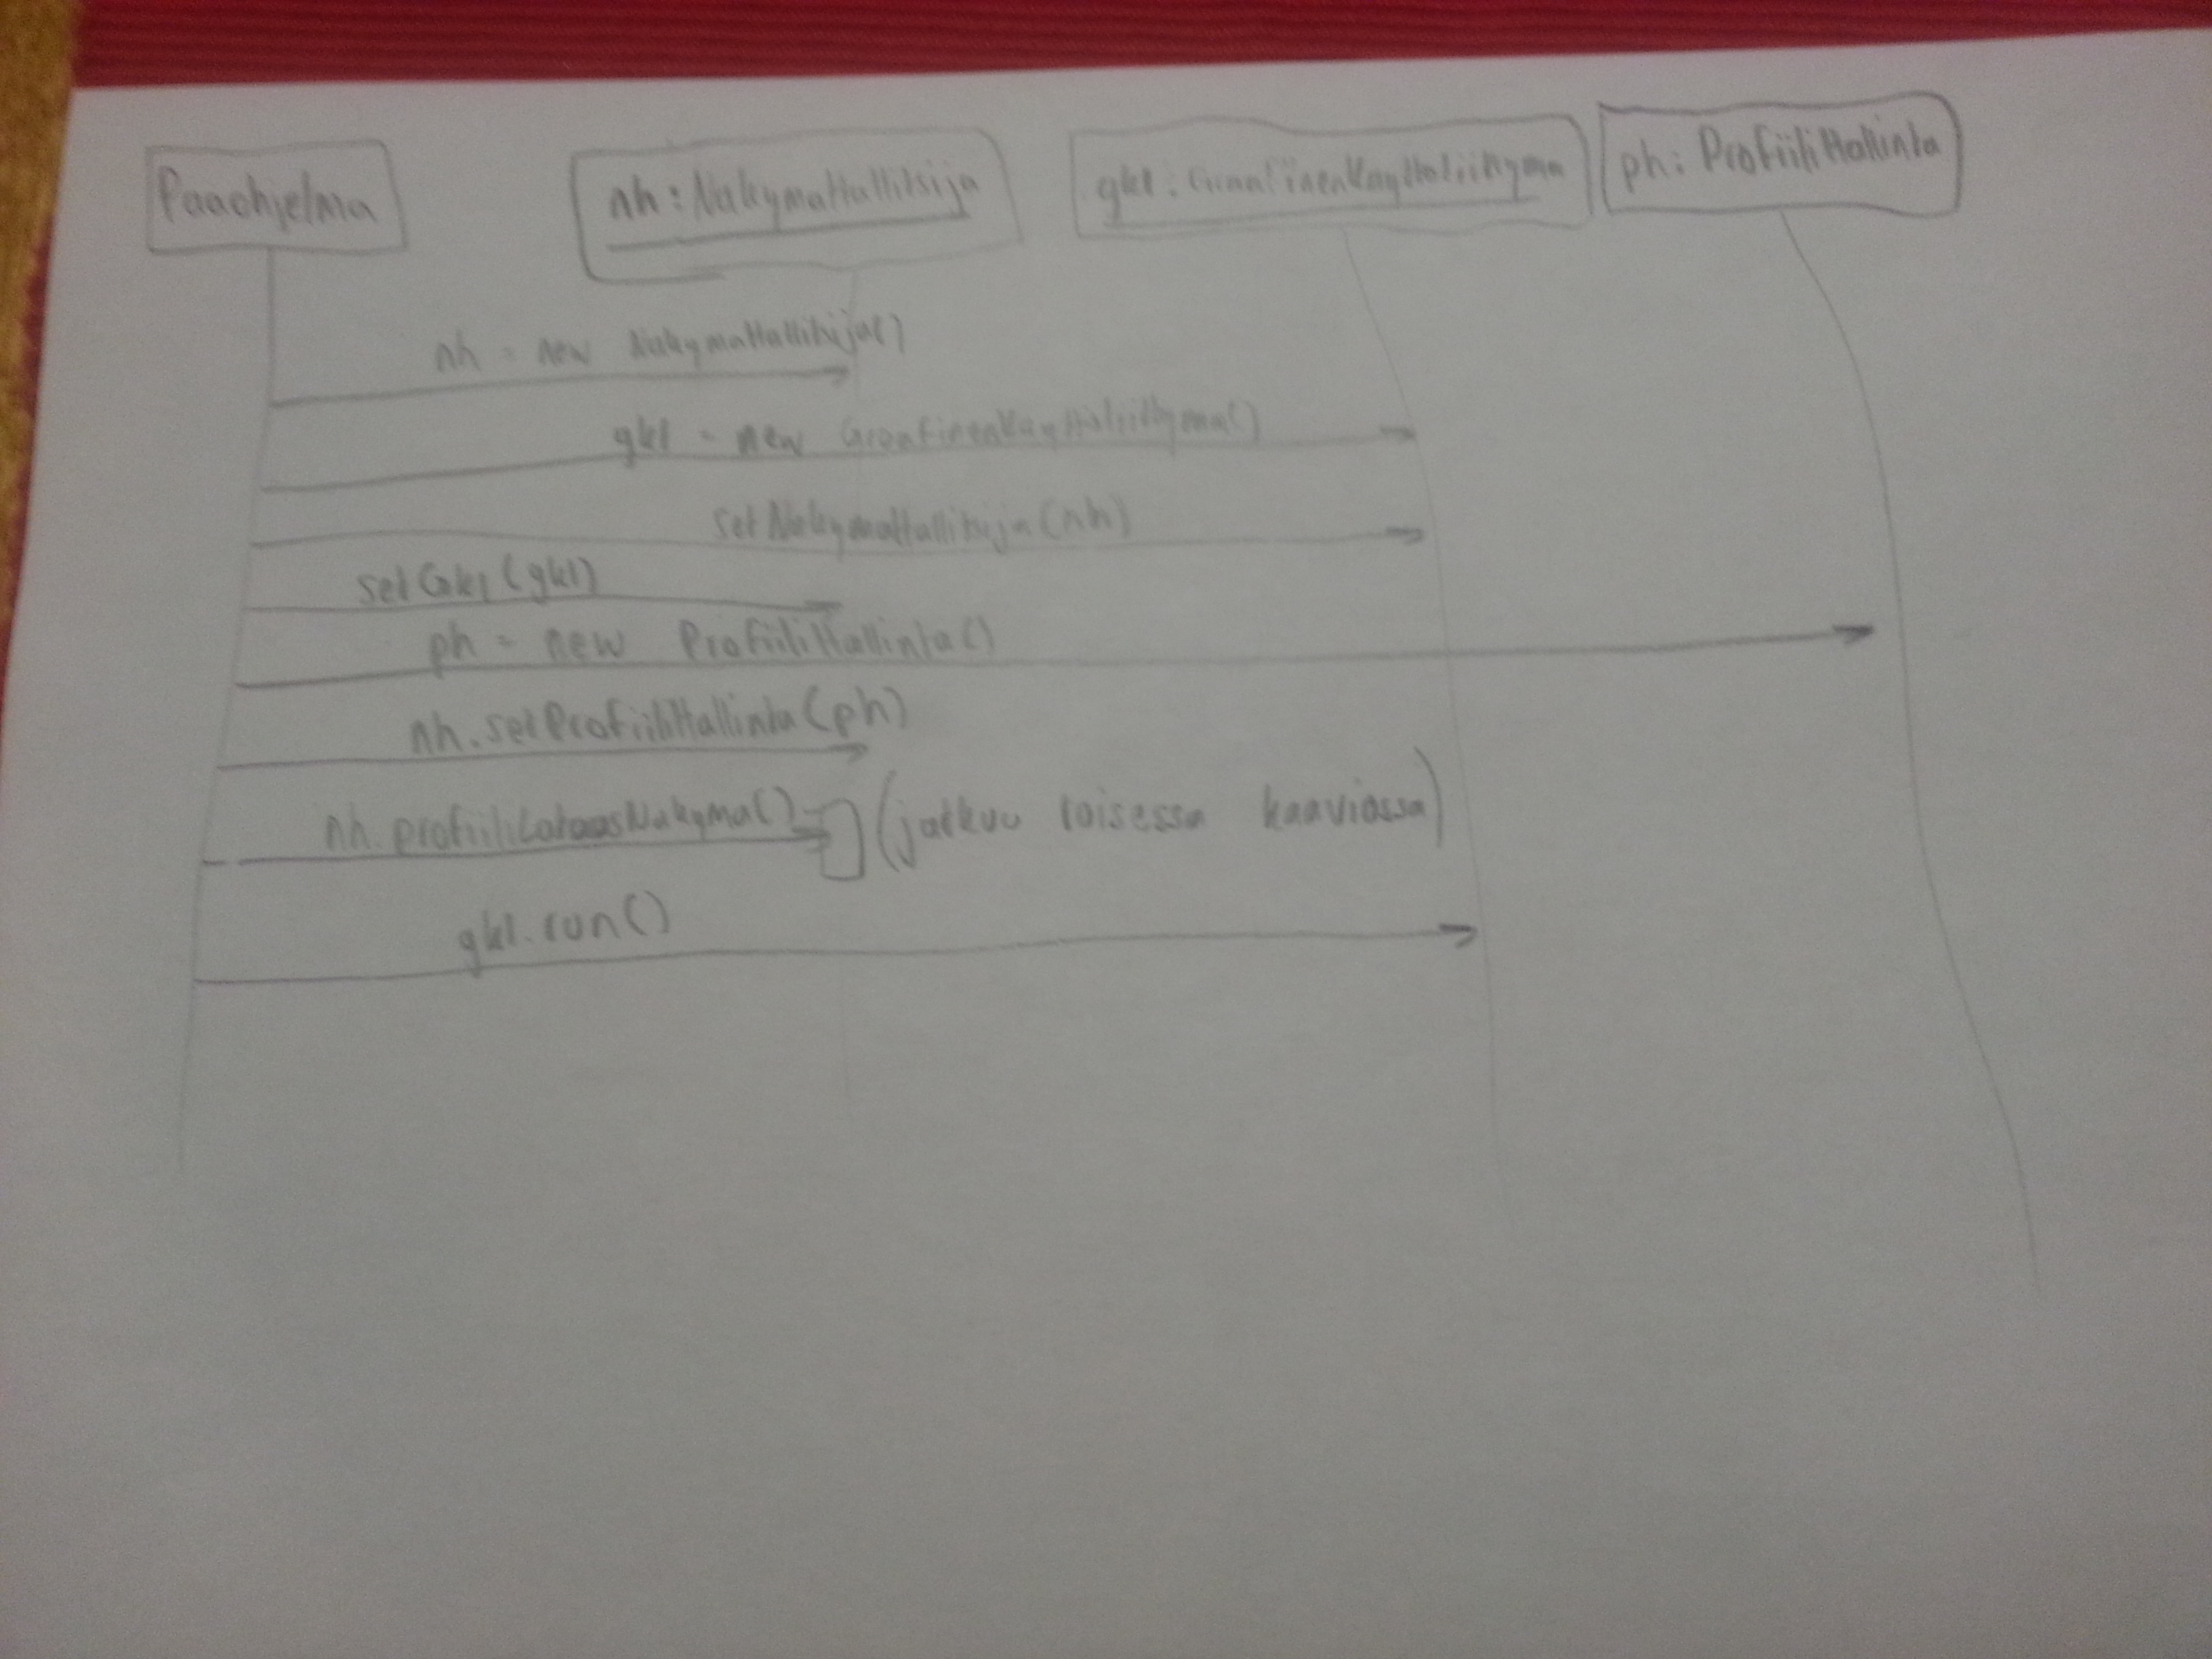 Paaohjelma
nh : NakymaHallitsija
gkl : GraafinenKayttoliittyma
ph : ProfiiliHallinta
nh = new NakymaHallitsija()
gkl = new GraafinenKayttoliittyma()
setNakymaHallitsija(nh)
setGkl(gkl)
ph = new ProfiiliHallinta()
nh.setProfiiliHallinta(ph)
nh.profiiliLatausNakyma() (jatkuu toisessa kaaviossa)
gkl.run()